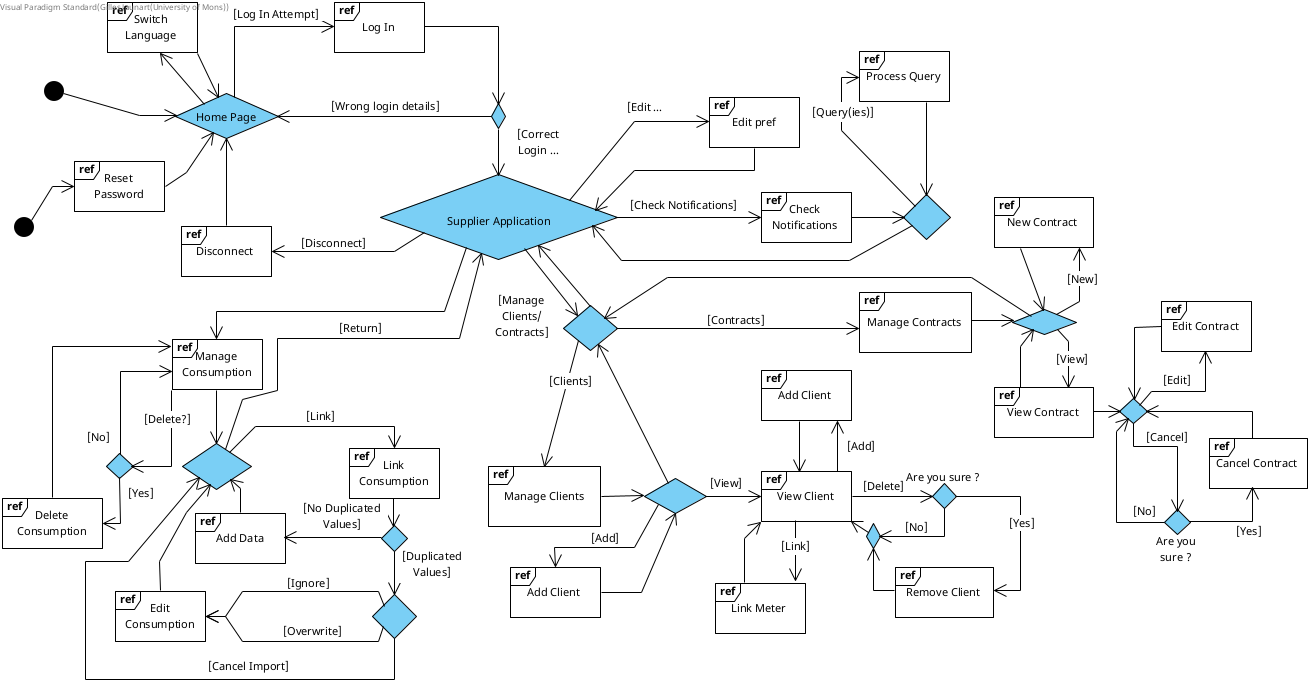 Visual Paradigm Standard(
(University of Mons))
ref
Switch
Language
[Log In Attempt]
ref
Log In
ref
Process Query
[Query(ies)]
Home Page
[Wrong login details]
[Correct
Login ...
[Edit ...
ref
Edit pref
ref
Reset
Password
ref
Disconnect
[Disconnect]
Supplier Application
[Check Notifications]
ref
Check
Notifications
ref
New Contract
[New]
[Manage
Clients/
Contracts]
[Return]
[Contracts]
ref
Manage Contracts
ref
Edit Contract
[View]
[Edit]
ref
Manage
Consumption
[Delete?]
[No]
[Yes]
[Link]
[Clients]
ref
Add Client
[Add]
ref
View Contract
[Cancel]
ref
Cancel Contract
[No]
[Yes]
Are you
sure ?
ref
Link
Consumption
ref
Delete
Consumption
ref
Add Data
[No Duplicated
Values]
[Duplicated
Values]
ref
Manage Clients
[View]
ref
View Client
[Delete]
Are you sure ?
[No]
[Yes]
[Add]
[Link]
ref
Add Client
ref
Link Meter
ref
Remove Client
ref
Edit
Consumption
[Ignore]
[Overwrite]
[Cancel Import]